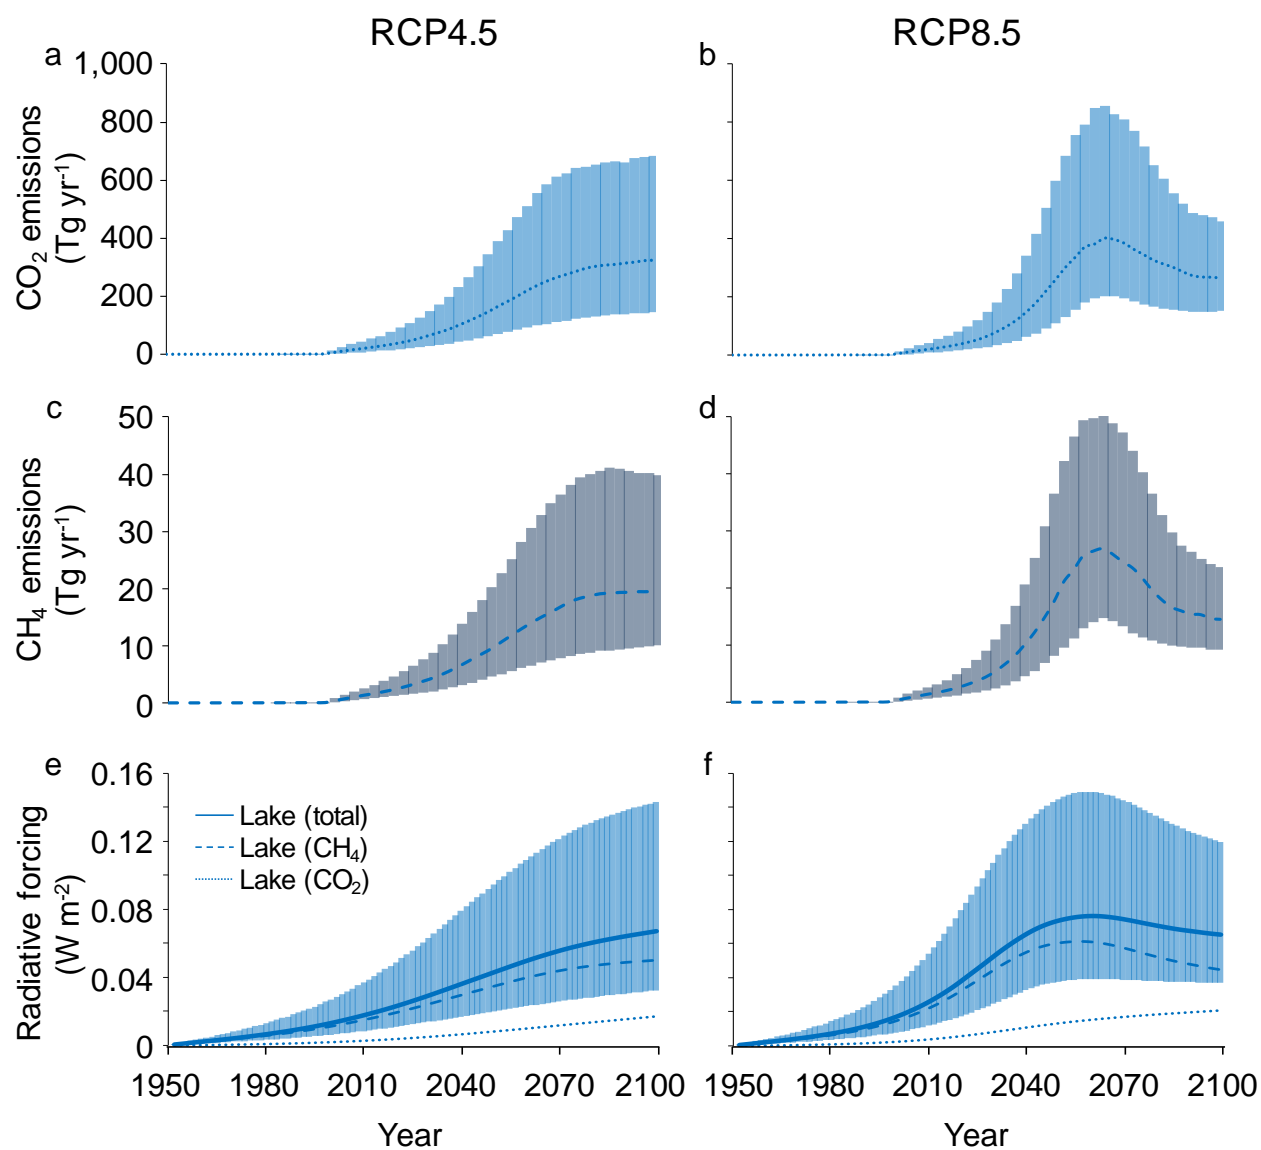 RCP4.5
RCP8.5
a
b
CO₂ emissions
(Tg yr⁻¹)
1,000
800
600
400
200
0
c
d
CH₄ emissions
(Tg yr⁻¹)
50
40
30
20
10
0
e
f
Radiative forcing
(W m⁻²)
0.16
0.12
0.08
0.04
0
Lake (total)
Lake (CH₄)
Lake (CO₂)
1950 1980 2010 2040 2070 2100
1950 1980 2010 2040 2070 2100
Year
Year